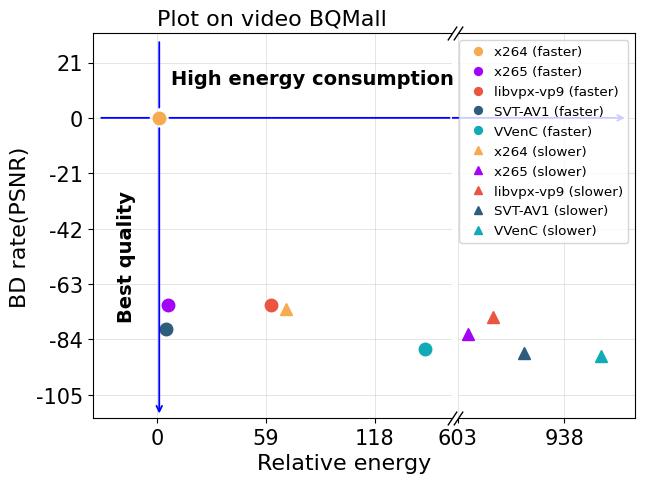 Plot on video BQMall
21
0
-21
-42
-63
-84
-105
BD rate(PSNR)
High energy consumption
Best quality
x264 (faster)
x265 (faster)
libvpx-vp9 (faster)
SVT-AV1 (faster)
VVenC (faster)
x264 (slower)
x265 (slower)
libvpx-vp9 (slower)
SVT-AV1 (slower)
VVenC (slower)
0 59 118 603 938
Relative energy